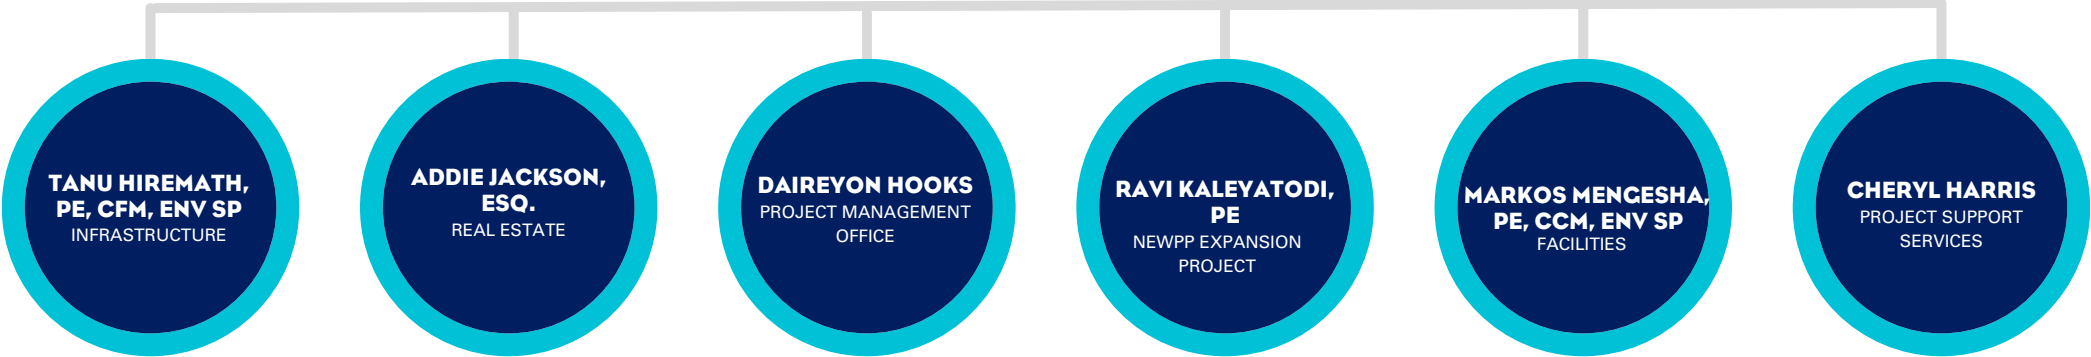 TANU HIREMATH,
PE, CFM, ENV SP
INFRASTRUCTURE
ADDIE JACKSON,
ESQ.
REAL ESTATE
DAIREYON HOOKS
PROJECT MANAGEMENT
OFFICE
RAVI KALEYATODI,
PE
NEWPP EXPANSION
PROJECT
MARKOS MENGESHA,
PE, CCM, ENV SP
FACILITIES
CHERYL HARRIS
PROJECT SUPPORT
SERVICES